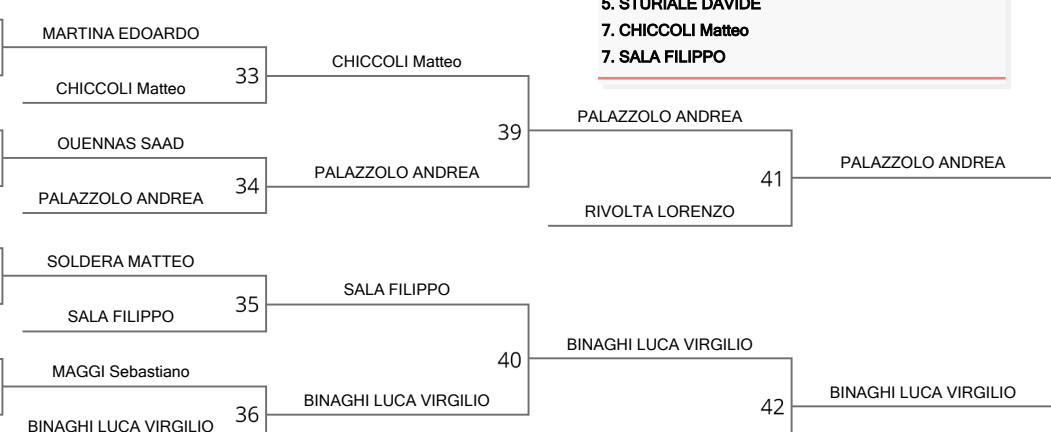 5. STURIALE DAVIDE
7. CHICCOLI Matteo
7. SALA FILIPPO
MARTINA EDOARDO
33
CHICCOLI Matteo
CHICCOLI Matteo
OUENNAS SAAD
34
PALAZZOLO ANDREA
PALAZZOLO ANDREA
39
PALAZZOLO ANDREA
41
RIVOLTA LORENZO
PALAZZOLO ANDREA
SOLDERA MATTEO
35
SALA FILIPPO
SALA FILIPPO
MAGGI Sebastiano
36
BINAGHI LUCA VIRGILIO
BINAGHI LUCA VIRGILIO
40
BINAGHI LUCA VIRGILIO
42
BINAGHI LUCA VIRGILIO